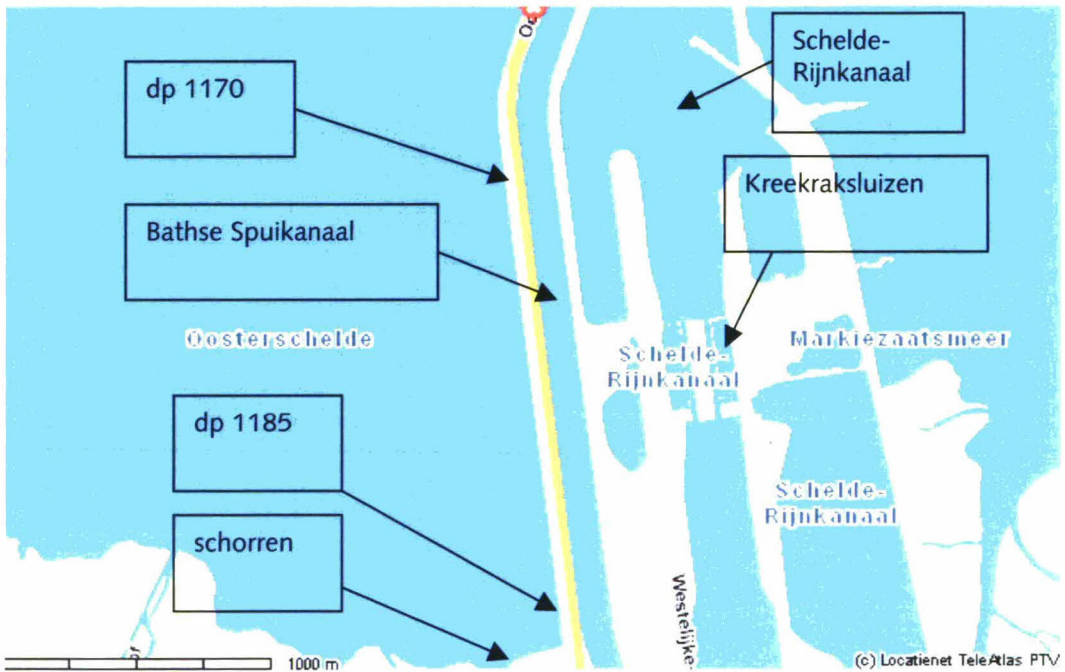 Oe
Schelde-
Rijnkanaal
dp 1170
Kreekraksluizen
Bathse Spuikanaal
Oosterschelde
Schelde-
Rijnkanaal
Markiezaatsmeer
dp 1185
Schelde-
Rijnkanaal
schorren
Westelijke-
1000 m
(c) Locatienet TeleAtlas PTV